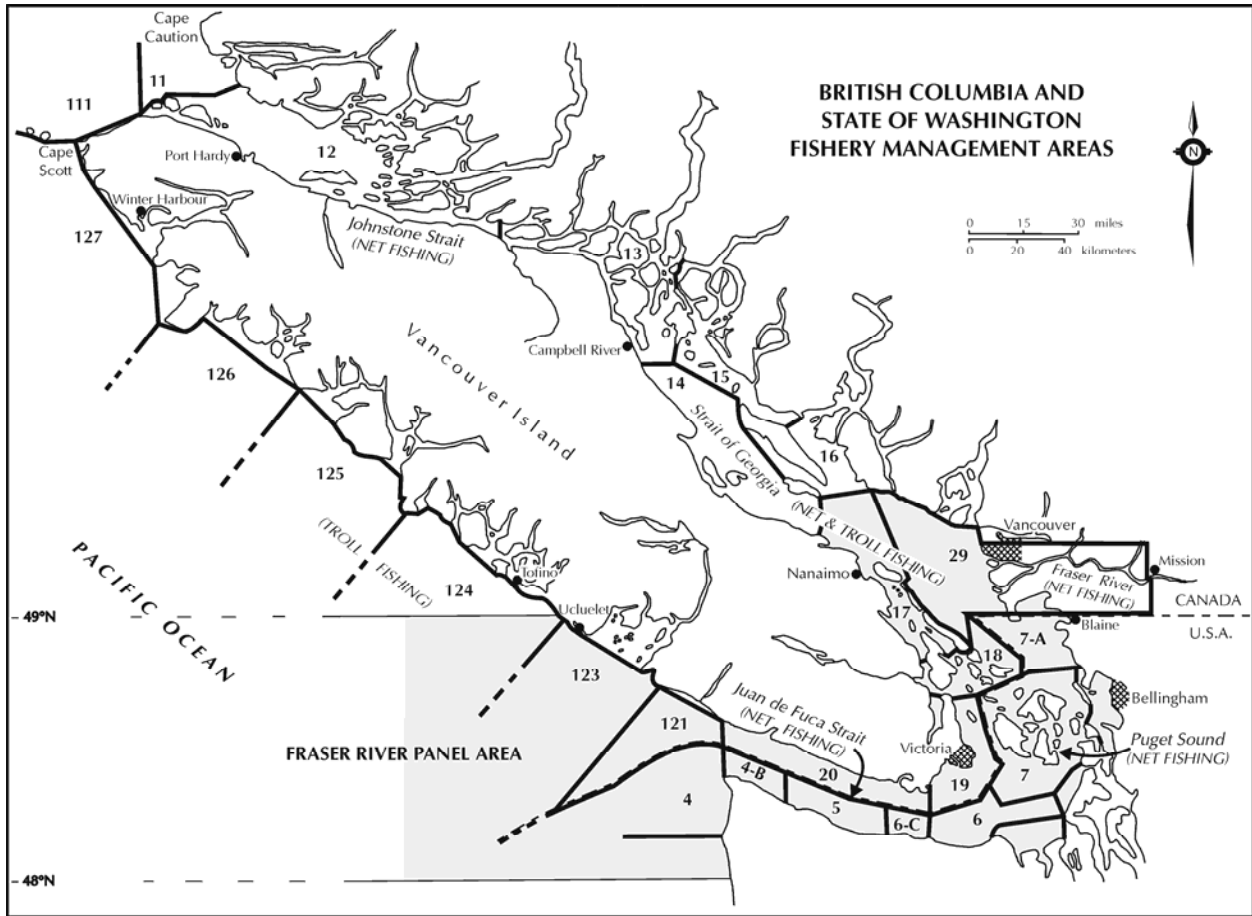 Cape
Caution
BRITISH COLUMBIA AND
STATE OF WASHINGTON
FISHERY MANAGEMENT AREAS
11
111
Cape
Scott
Port Hardy
12
N
Winter Harbour
127
Johnstone Strait
(NET FISHING)
13
0 15 30 miles
0 20 40 kilometers
Vancouver Island
Campbell River
126
14
15
Strait of Georgia
(NET & TROLL FISHING)
16
125
(TROLL
FISHING)
124
Tofino
Ucluelet
PACIFIC OCEAN
29
Vancouver
Mission
Fraser River
(NET FISHING)
Nanaimo
17
CANADA
U.S.A.
49°N
Blaine
7-A
18
123
Bellingham
121
Juan de Fuca Strait
(NET FISHING)
FRASER RIVER PANEL AREA
Victoria
Puget Sound
(NET FISHING)
4-B
20
19
7
4
5
6-C
6
48°N